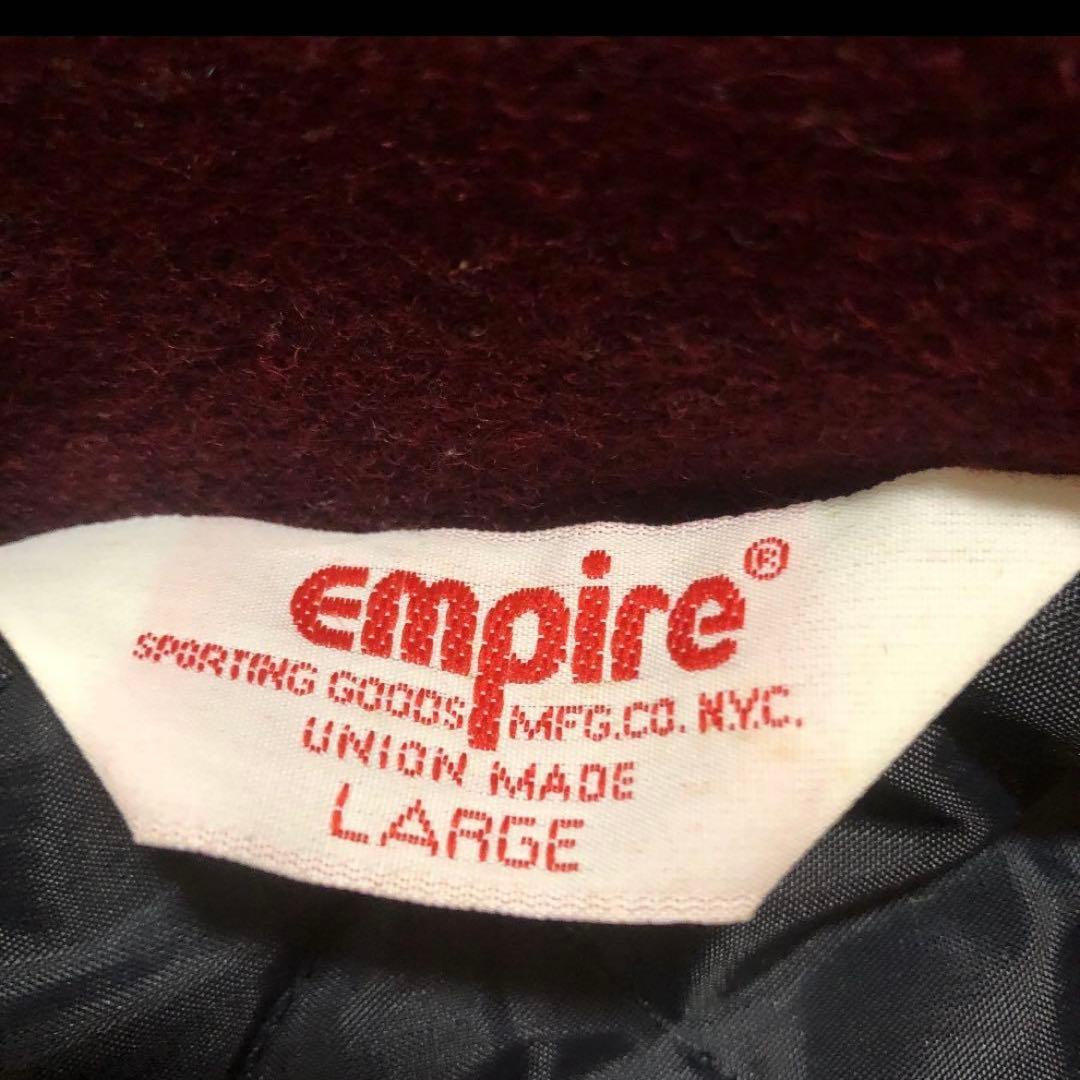 empire®
SPORTING GOODS MFG.CO. N.Y.C.
UNION MADE
LARGE